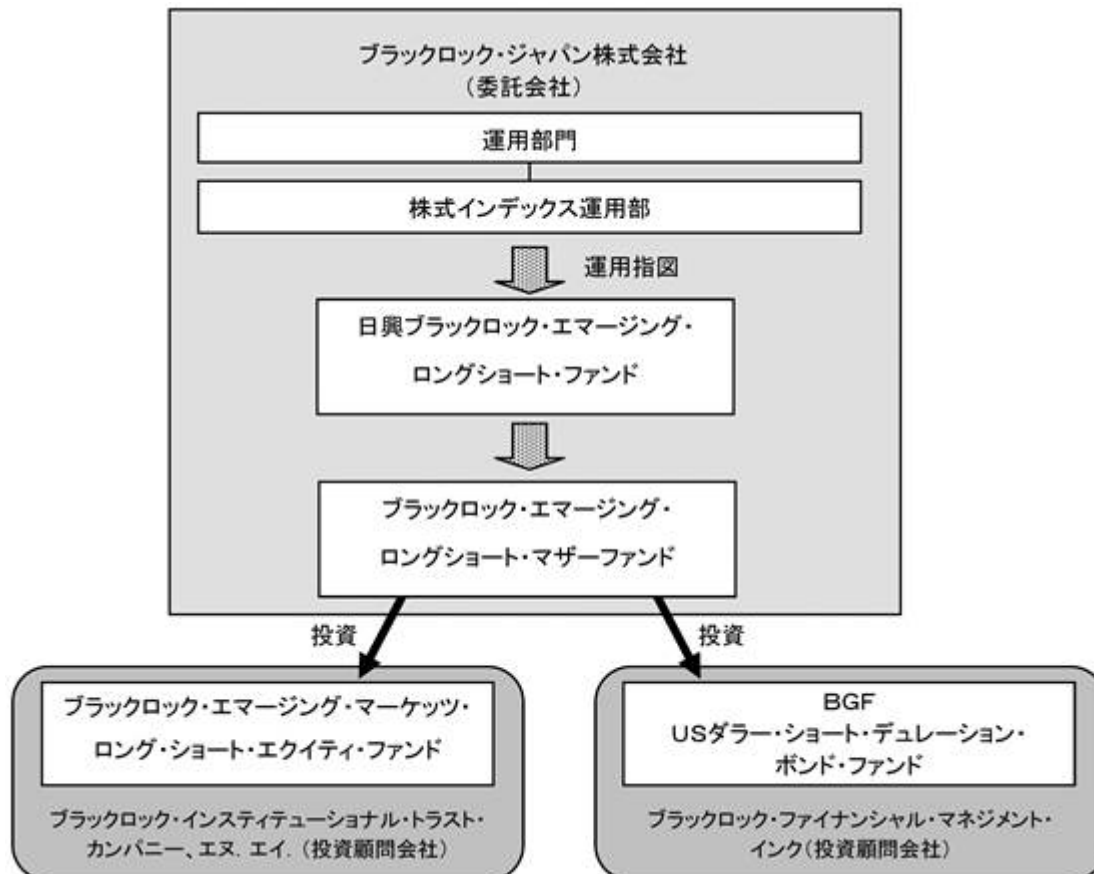 ブラックロック・ジャパン株式会社
（委託会社）
運用部門
株式インデックス運用部
運用指図
日興ブラックロック・エマージング・
ロングショート・ファンド
ブラックロック・エマージング・
ロングショート・マザーファンド
投資
投資
ブラックロック・エマージング・マーケッツ・
ロング・ショート・エクイティ・ファンド
ブラックロック・インスティテューショナル・トラスト・
カンパニー、エヌ．エイ．（投資顧問会社）
ＢＧＦ
ＵＳダラー・ショート・デュレーション・
ボンド・ファンド
ブラックロック・ファイナンシャル・マネジメント・
インク（投資顧問会社）